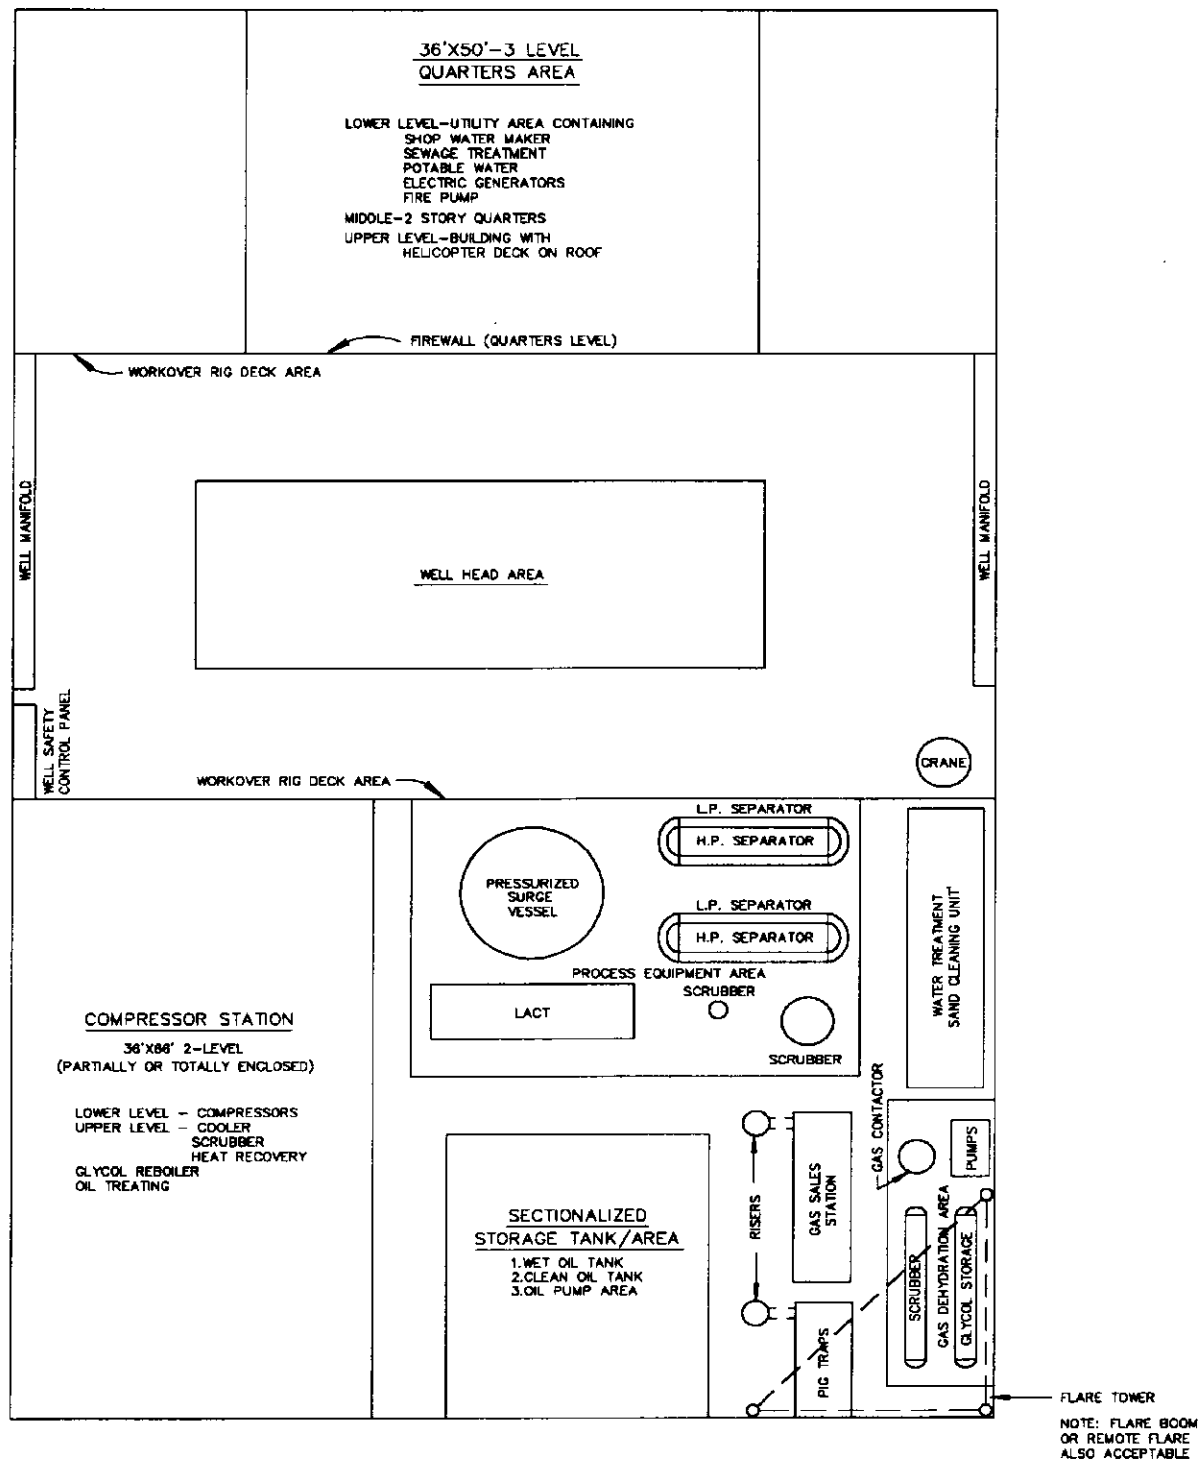 36'X50'-3 LEVEL
QUARTERS AREA
LOWER LEVEL-UTILITY AREA CONTAINING
SHOP WATER MAKER
SEWAGE TREATMENT
POTABLE WATER
ELECTRIC GENERATORS
FIRE PUMP
MIDDLE-2 STORY QUARTERS
UPPER LEVEL-BUILDING WITH
HELICOPTER DECK ON ROOF
FIREWALL (QUARTERS LEVEL)
WORKOVER RIG DECK AREA
WELL MANIFOLD
WELL MANIFOLD
WELL HEAD AREA
WELL SAFETY
CONTROL PANEL
CRANE
WORKOVER RIG DECK AREA
L.P. SEPARATOR
H.P. SEPARATOR
PRESSURIZED
SURGE
VESSEL
L.P. SEPARATOR
H.P. SEPARATOR
PROCESS EQUIPMENT AREA
SCRUBBER
LACT
SCRUBBER
WATER TREATMENT
SAND CLEANING UNIT
COMPRESSOR STATION
36'X66' 2-LEVEL
(PARTIALLY OR TOTALLY ENCLOSED)
LOWER LEVEL - COMPRESSORS
UPPER LEVEL - COOLER
SCRUBBER
HEAT RECOVERY
GLYCOL REBOILER
OIL TREATING
SECTIONALIZED
STORAGE TANK/AREA
1.WET OIL TANK
2.CLEAN OIL TANK
3.OIL PUMP AREA
RISERS
GAS SALES
STATION
PIG TRAPS
GAS CONTACTOR
PUMPS
SCRUBBER
GAS DEHYDRATION AREA
GLYCOL STORAGE
FLARE TOWER
NOTE: FLARE BOOM
OR REMOTE FLARE
ALSO ACCEPTABLE